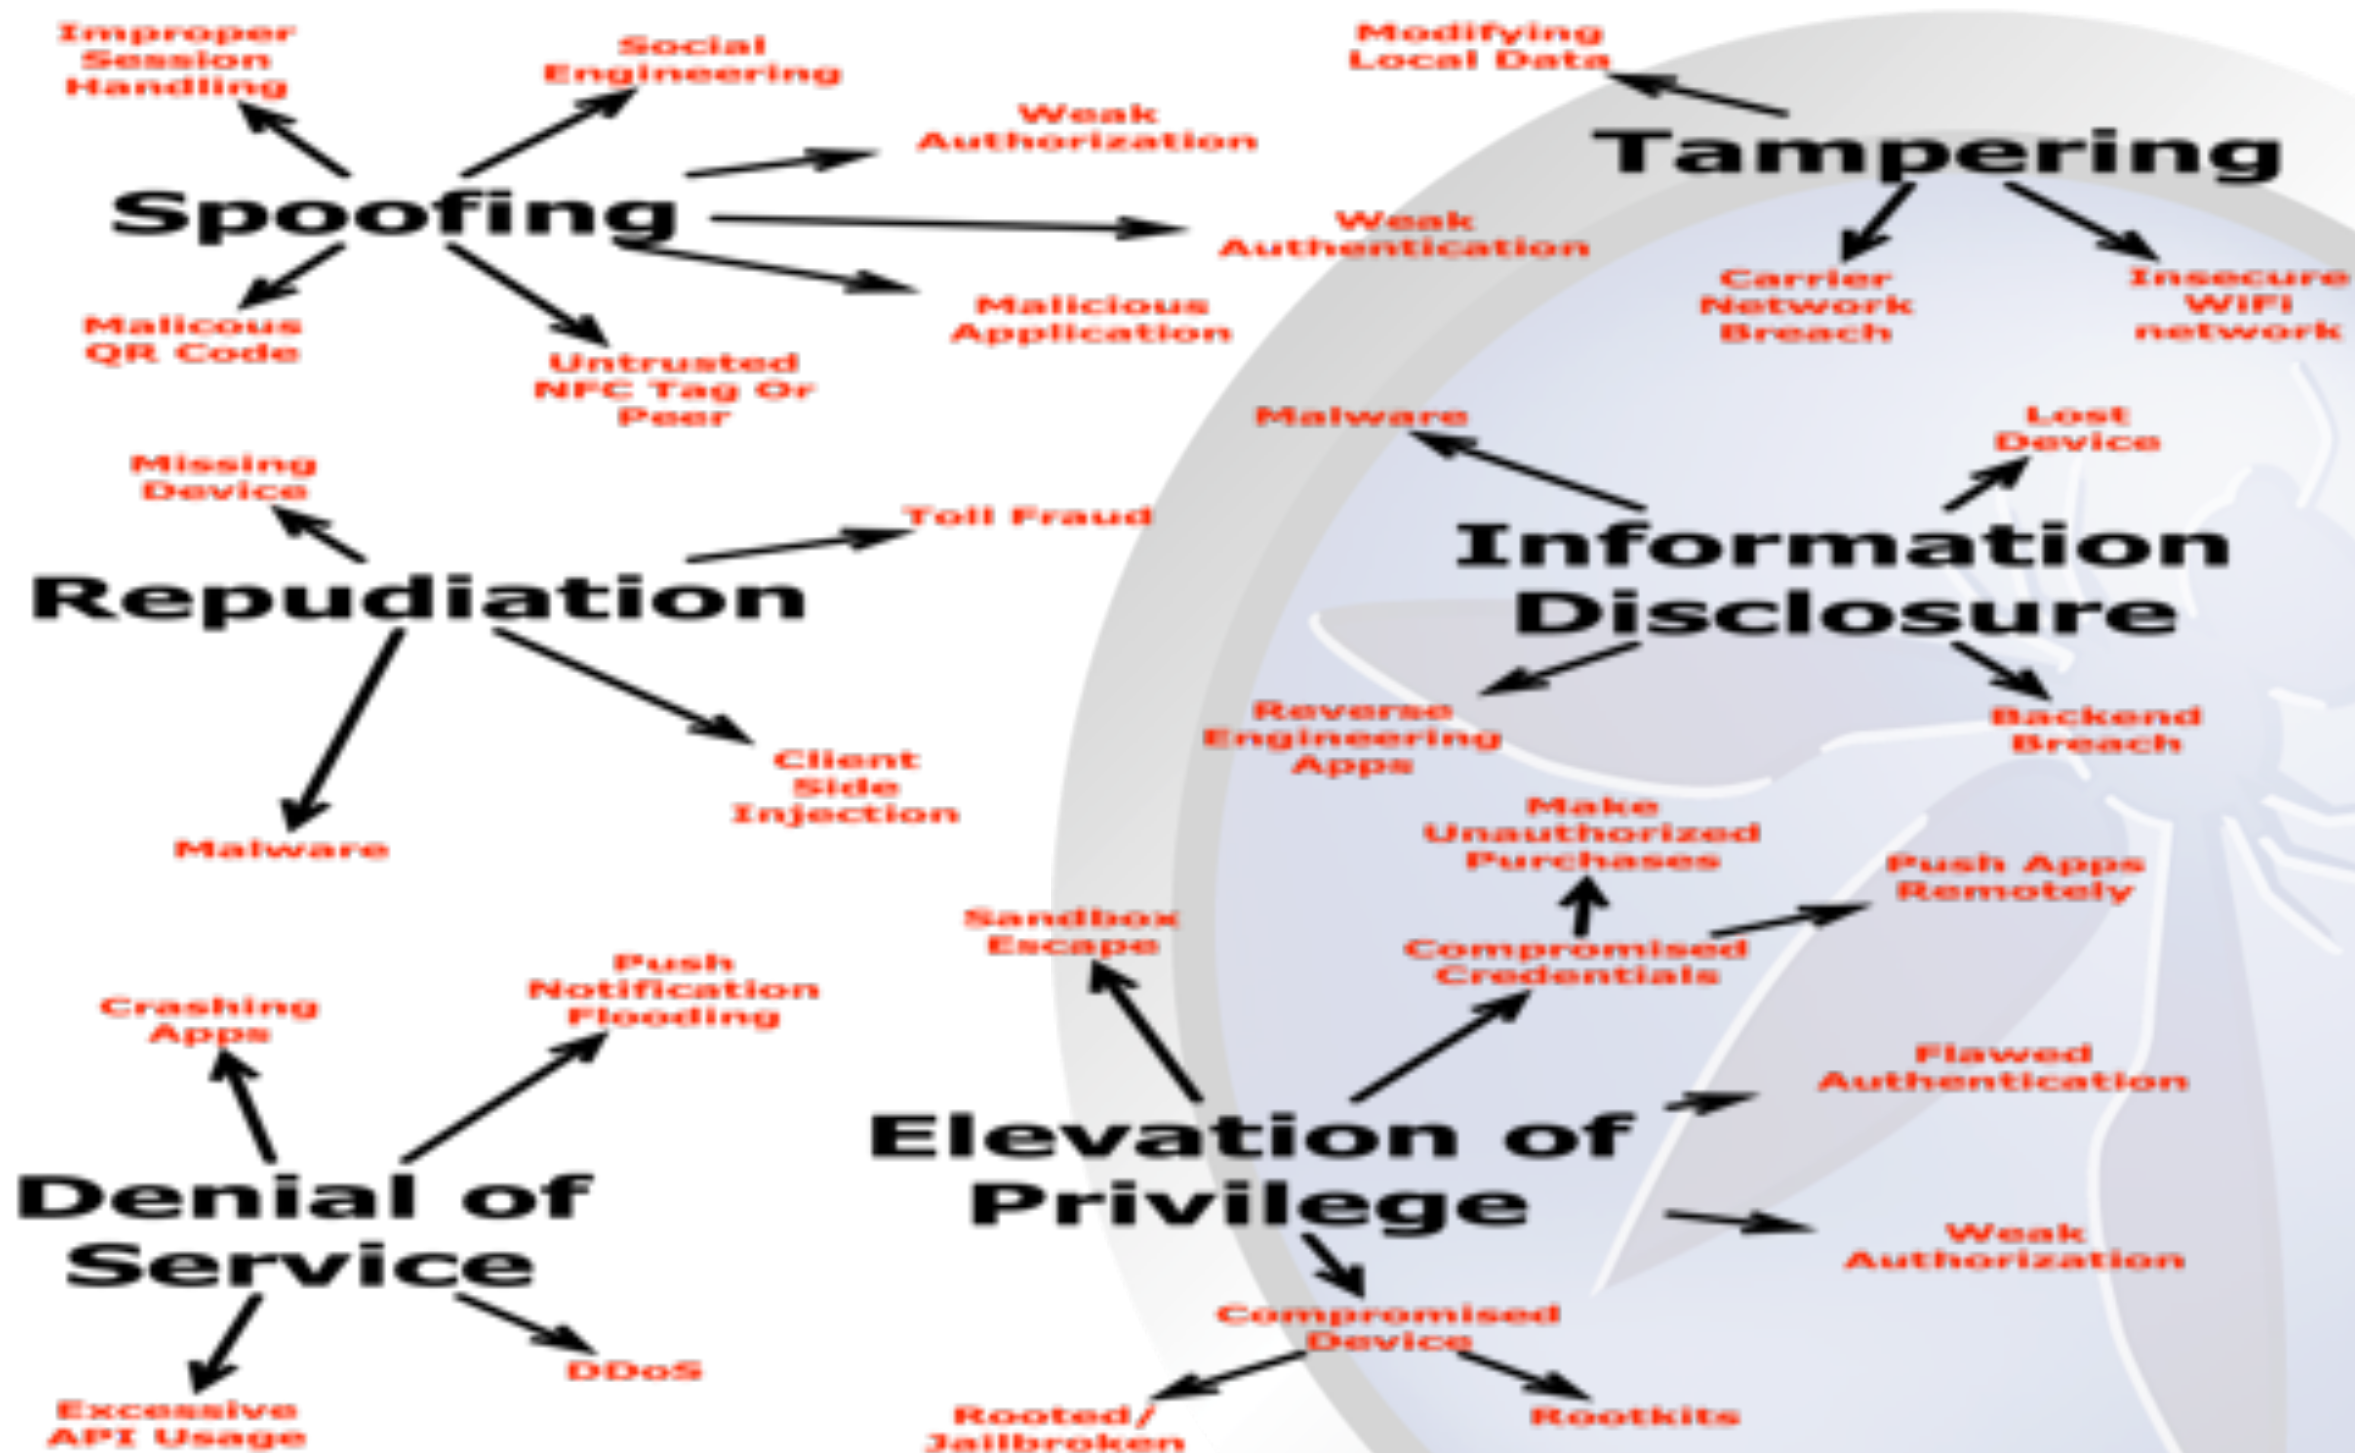 Improper
Session
Handling
Social
Engineering
Weak
Authorization
Spoofing
Weak
Authentication
Malicious
Application
Malicous
QR Code
Untrusted
NFC Tag Or
Peer
Modifying
Local Data
Tampering
Carrier
Network
Breach
Insecure
WiFi
network
Missing
Device
Toll Fraud
Repudiation
Client
Side
Injection
Malware
Malware
Lost
Device
Information
Disclosure
Reverse
Engineering
Apps
Backend
Breach
Crashing
Apps
Push
Notification
Flooding
Denial of
Service
DDoS
Excessive
API Usage
Make
Unauthorized
Purchases
Push Apps
Remotely
Sandbox
Escape
Compromised
Credentials
Flawed
Authentication
Elevation of
Privilege
Weak
Authorization
Compromised
Device
Rooted/
Jailbroken
Rootkits